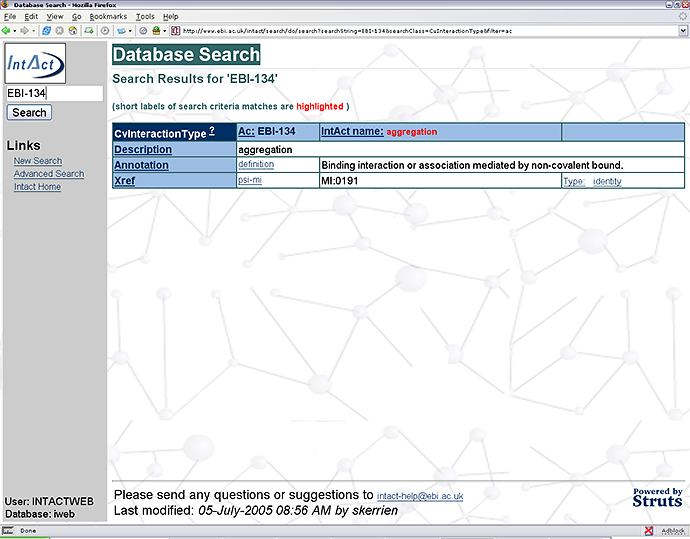 Database Search - Mozilla Firefox
File Edit View Go Bookmarks Tools Help
http://www.ebi.ac.uk/intact/search/do/search?searchString=EBI-134&searchClass=CvInteractionType&filter=ac
IntAct
EBI-134
Search
Links
New Search
Advanced Search
Intact Home
User: INTACTWEB
Database: iweb
Database Search
Search Results for 'EBI-134'
(short labels of search criteria matches are highlighted )
CvInteractionType ? Ac: EBI-134 IntAct name: aggregation
Description aggregation
Annotation definition Binding interaction or association mediated by non-covalent bound.
Xref psi-mi MI:0191 Type: identity
Please send any questions or suggestions to intact-help@ebi.ac.uk
Last modified: 05-July-2005 08:56 AM by skerrien
Powered by
Struts
Done Adblock